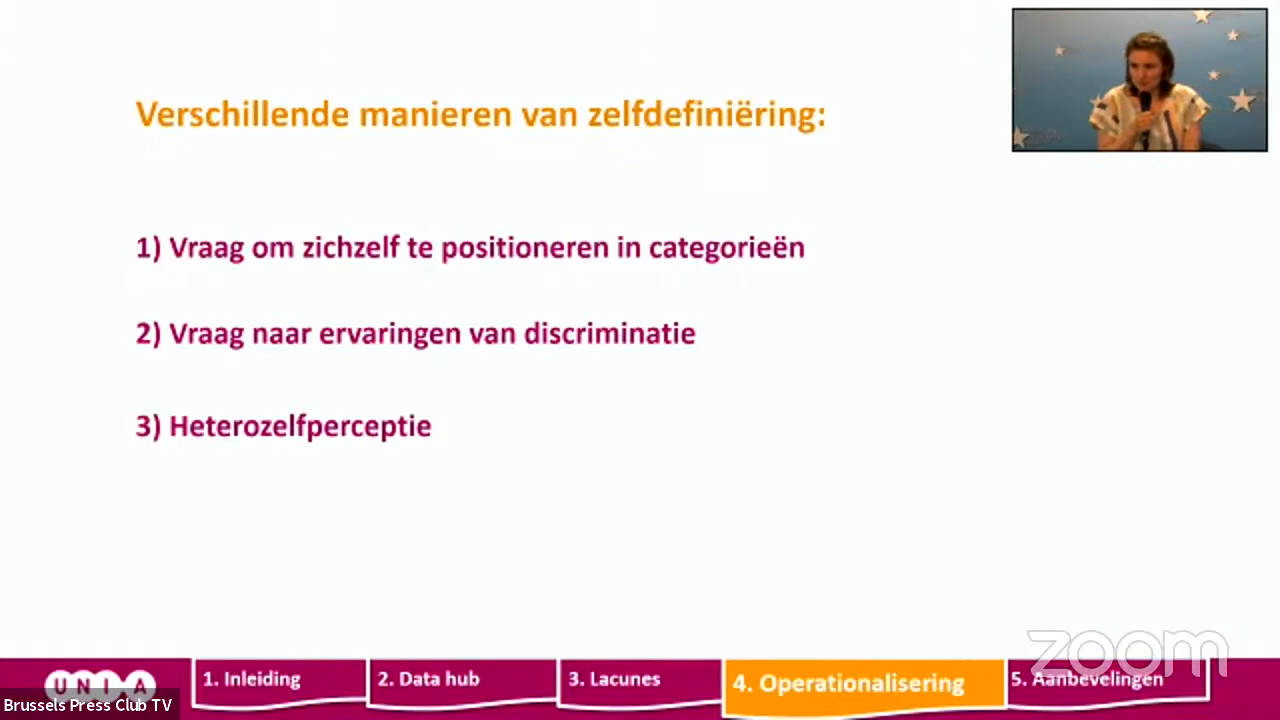 Verschillende manieren van zelfdefiniëring:
1) Vraag om zichzelf te positioneren in categorieën
2) Vraag naar ervaringen van discriminatie
3) Heterozelfperceptie
zoom
UNIA
1. Inleiding
2. Data hub
3. Lacunes
4. Operationalisering
5. Aanbevelingen
Brussels Press Club TV